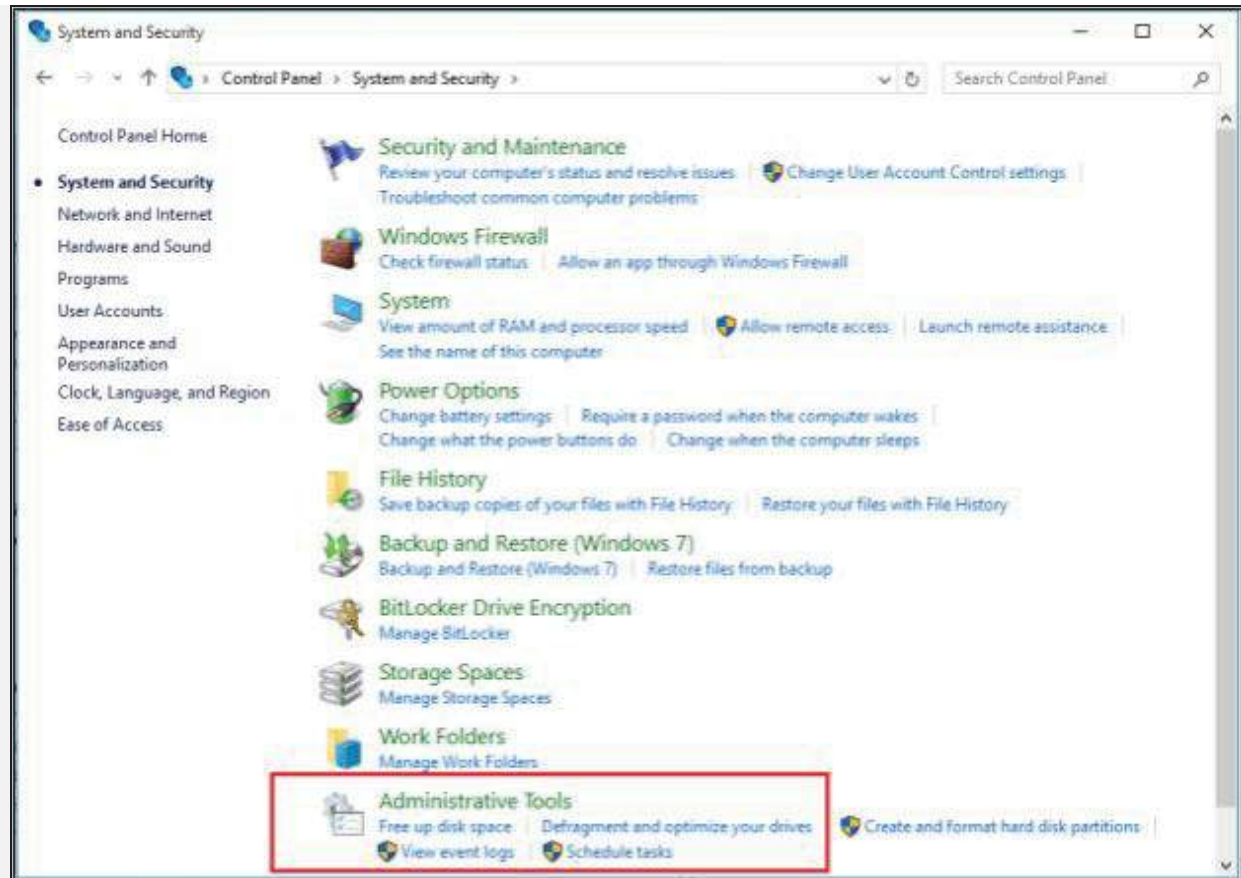 System and Security
Control Panel > System and Security >
Search Control Panel
Control Panel Home
System and Security
Network and Internet
Hardware and Sound
Programs
User Accounts
Appearance and
Personalization
Clock, Language, and Region
Ease of Access
Security and Maintenance
Review your computer's status and resolve issues
Change User Account Control settings
Troubleshoot common computer problems
Windows Firewall
Check firewall status
Allow an app through Windows Firewall
System
View amount of RAM and processor speed
Allow remote access
Launch remote assistance
See the name of this computer
Power Options
Change battery settings
Require a password when the computer wakes
Change what the power buttons do
Change when the computer sleeps
File History
Save backup copies of your files with File History
Restore your files with File History
Backup and Restore (Windows 7)
Backup and Restore (Windows 7)
Restore files from backup
BitLocker Drive Encryption
Manage BitLocker
Storage Spaces
Manage Storage Spaces
Work Folders
Manage Work Folders
Administrative Tools
Free up disk space
Defragment and optimize your drives
Create and format hard disk partitions
View event logs
Schedule tasks